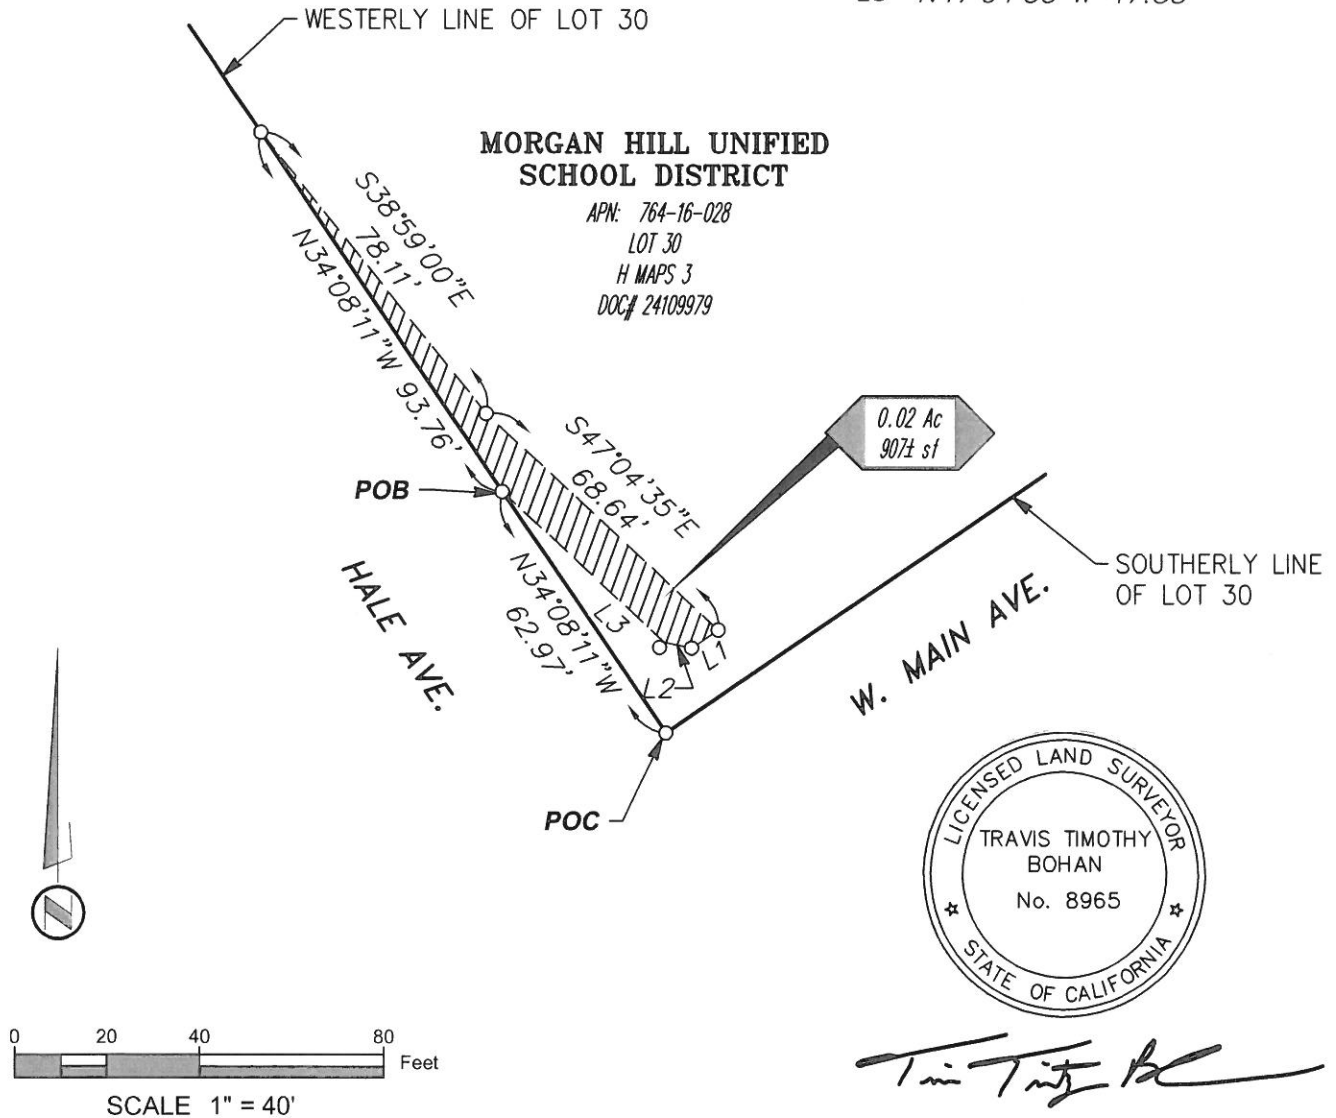 WESTERLY LINE OF LOT 30
MORGAN HILL UNIFIED
SCHOOL DISTRICT
APN: 764-16-028
LOT 30
H MAPS 3
DOC# 24109979
S38°59'00"E
78.11'
N34°08'11"W 93.76'
S47°04'35"E
68.64'
0.02 Ac
907± sf
POB
HALE AVE.
N34°08'11"W
62.97'
L3
L2
L1
SOUTHERLY LINE
OF LOT 30
W. MAIN AVE.
POC
LICENSED LAND SURVEYOR
TRAVIS TIMOTHY
BOHAN
No. 8965
STATE OF CALIFORNIA
N
0 20 40 80
Feet
SCALE 1" = 40'